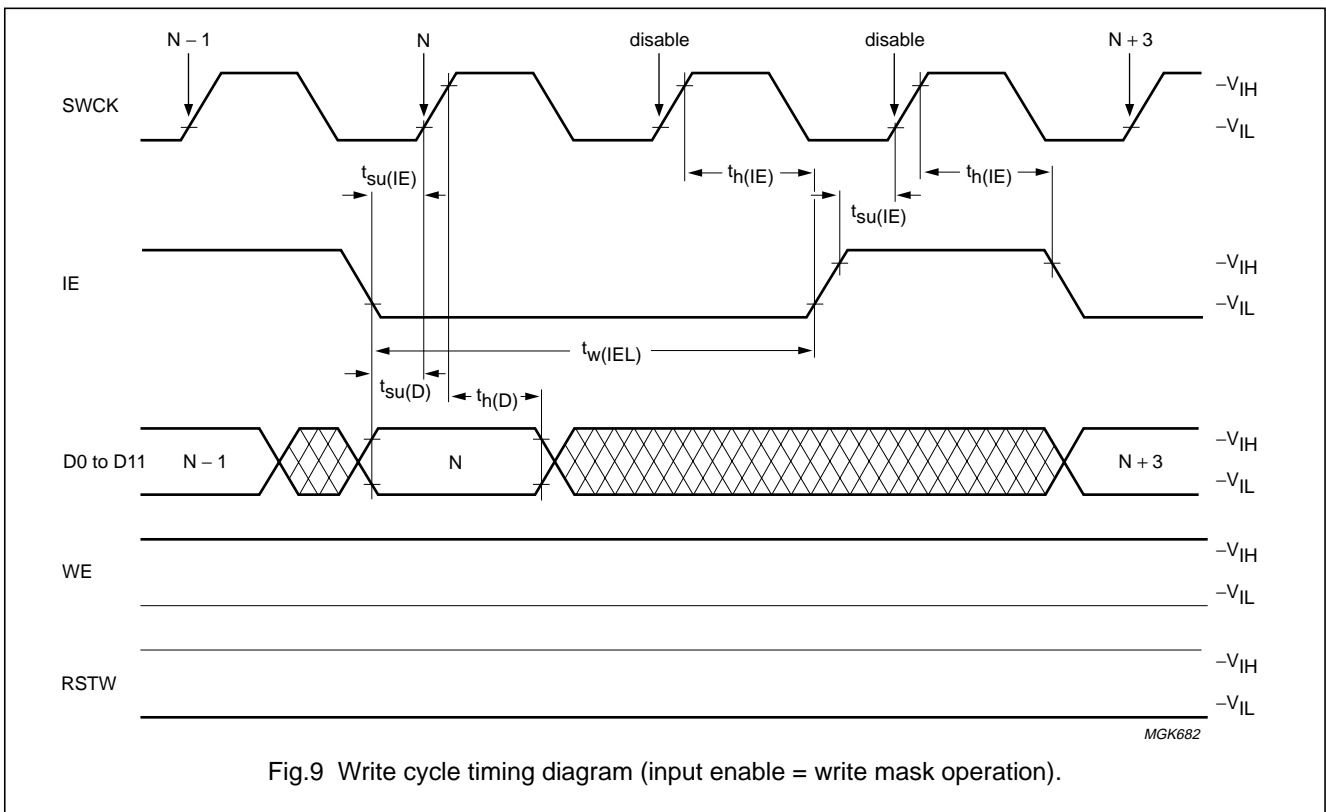 N – 1 N disable disable N + 3
SWCK
–VIH
–VIL
tsu(IE) th(IE) th(IE)
tsu(IE)
IE
–VIH
–VIL
tw(IEL)
tsu(D) th(D)
D0 to D11 N – 1 N N + 3
–VIH
–VIL
WE
–VIH
–VIL
RSTW
–VIH
–VIL
MGK682
Fig.9 Write cycle timing diagram (input enable = write mask operation).